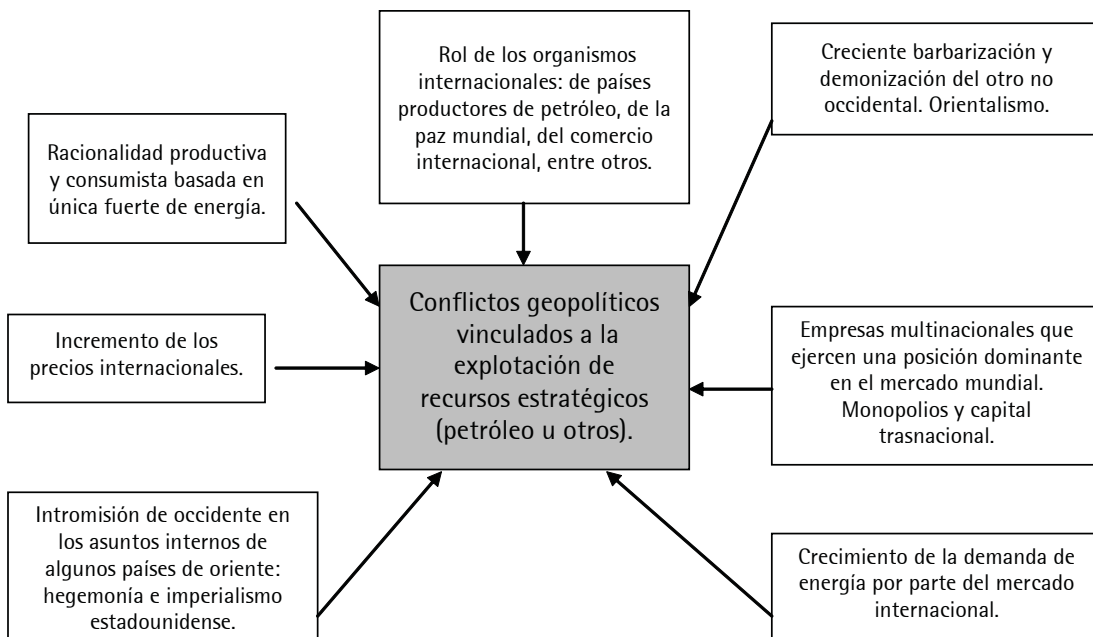 Rol de los organismos
internacionales: de países
productores de petróleo, de la
paz mundial, del comercio
internacional, entre otros.
Creciente barbarización y
demonización del otro no
occidental. Orientalismo.
Racionalidad productiva
y consumista basada en
única fuerte de energía.
Conflictos geopolíticos
vinculados a la
explotación de
recursos estratégicos
(petróleo u otros).
Incremento de los
precios internacionales.
Empresas multinacionales que
ejercen una posición dominante
en el mercado mundial.
Monopolios y capital
trasnacional.
Intromisión de occidente en
los asuntos internos de
algunos países de oriente:
hegemonía e imperialismo
estadounidense.
Crecimiento de la demanda de
energía por parte del mercado
internacional.